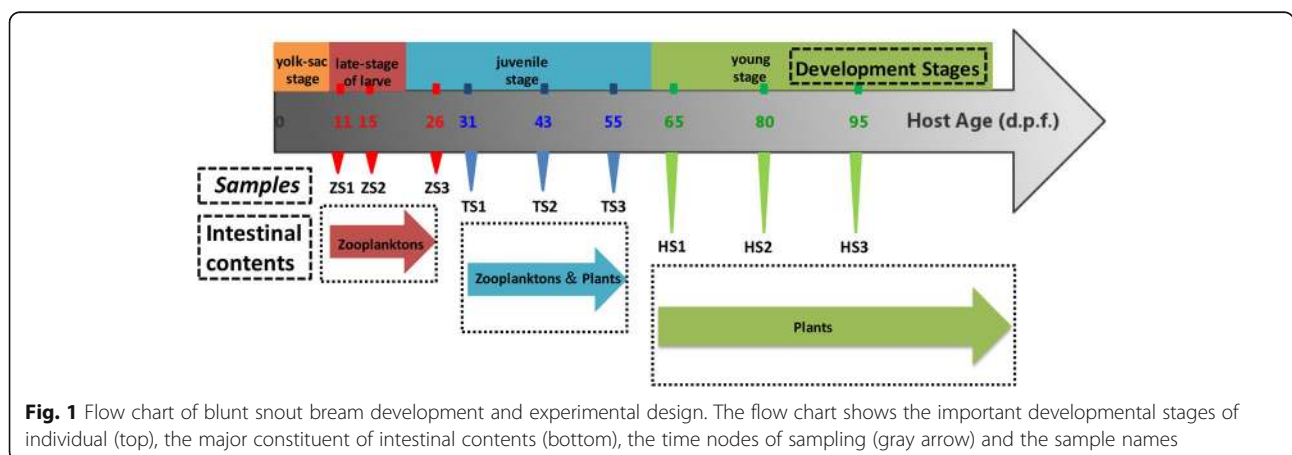 yolk-sac
stage
late-stage
of larve
juvenile
stage
young
stage
Development Stages
0 11 15 26 31 43 55 65 80 95 Host Age (d.p.f.)
Samples
ZS1 ZS2 ZS3
TS1 TS2 TS3
HS1 HS2 HS3
Intestinal
contents
Zooplanktons
Zooplanktons & Plants
Plants
Fig. 1 Flow chart of blunt snout bream development and experimental design. The flow chart shows the important developmental stages of
individual (top), the major constituent of intestinal contents (bottom), the time nodes of sampling (gray arrow) and the sample names